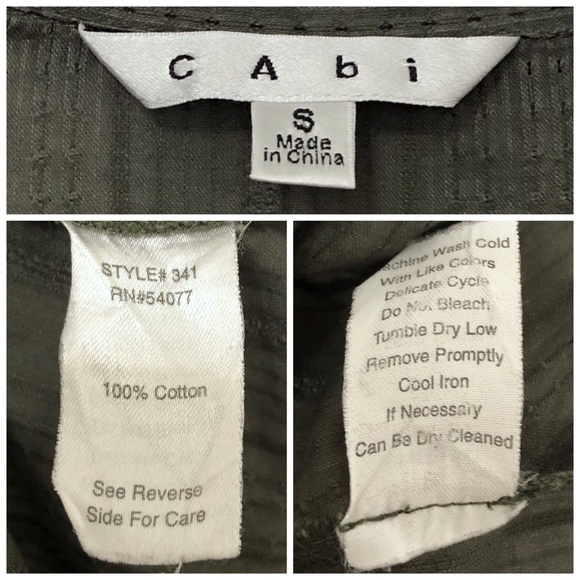 CAbi
S
Made
in China
STYLE# 341
RN#54077
100% Cotton
See Reverse
Side For Care
Machine Wash Cold
With Like Colors
Delicate Cycle
Do Not Bleach
Tumble Dry Low
Remove Promptly
Cool Iron
If Necessary
Can Be Dry Cleaned